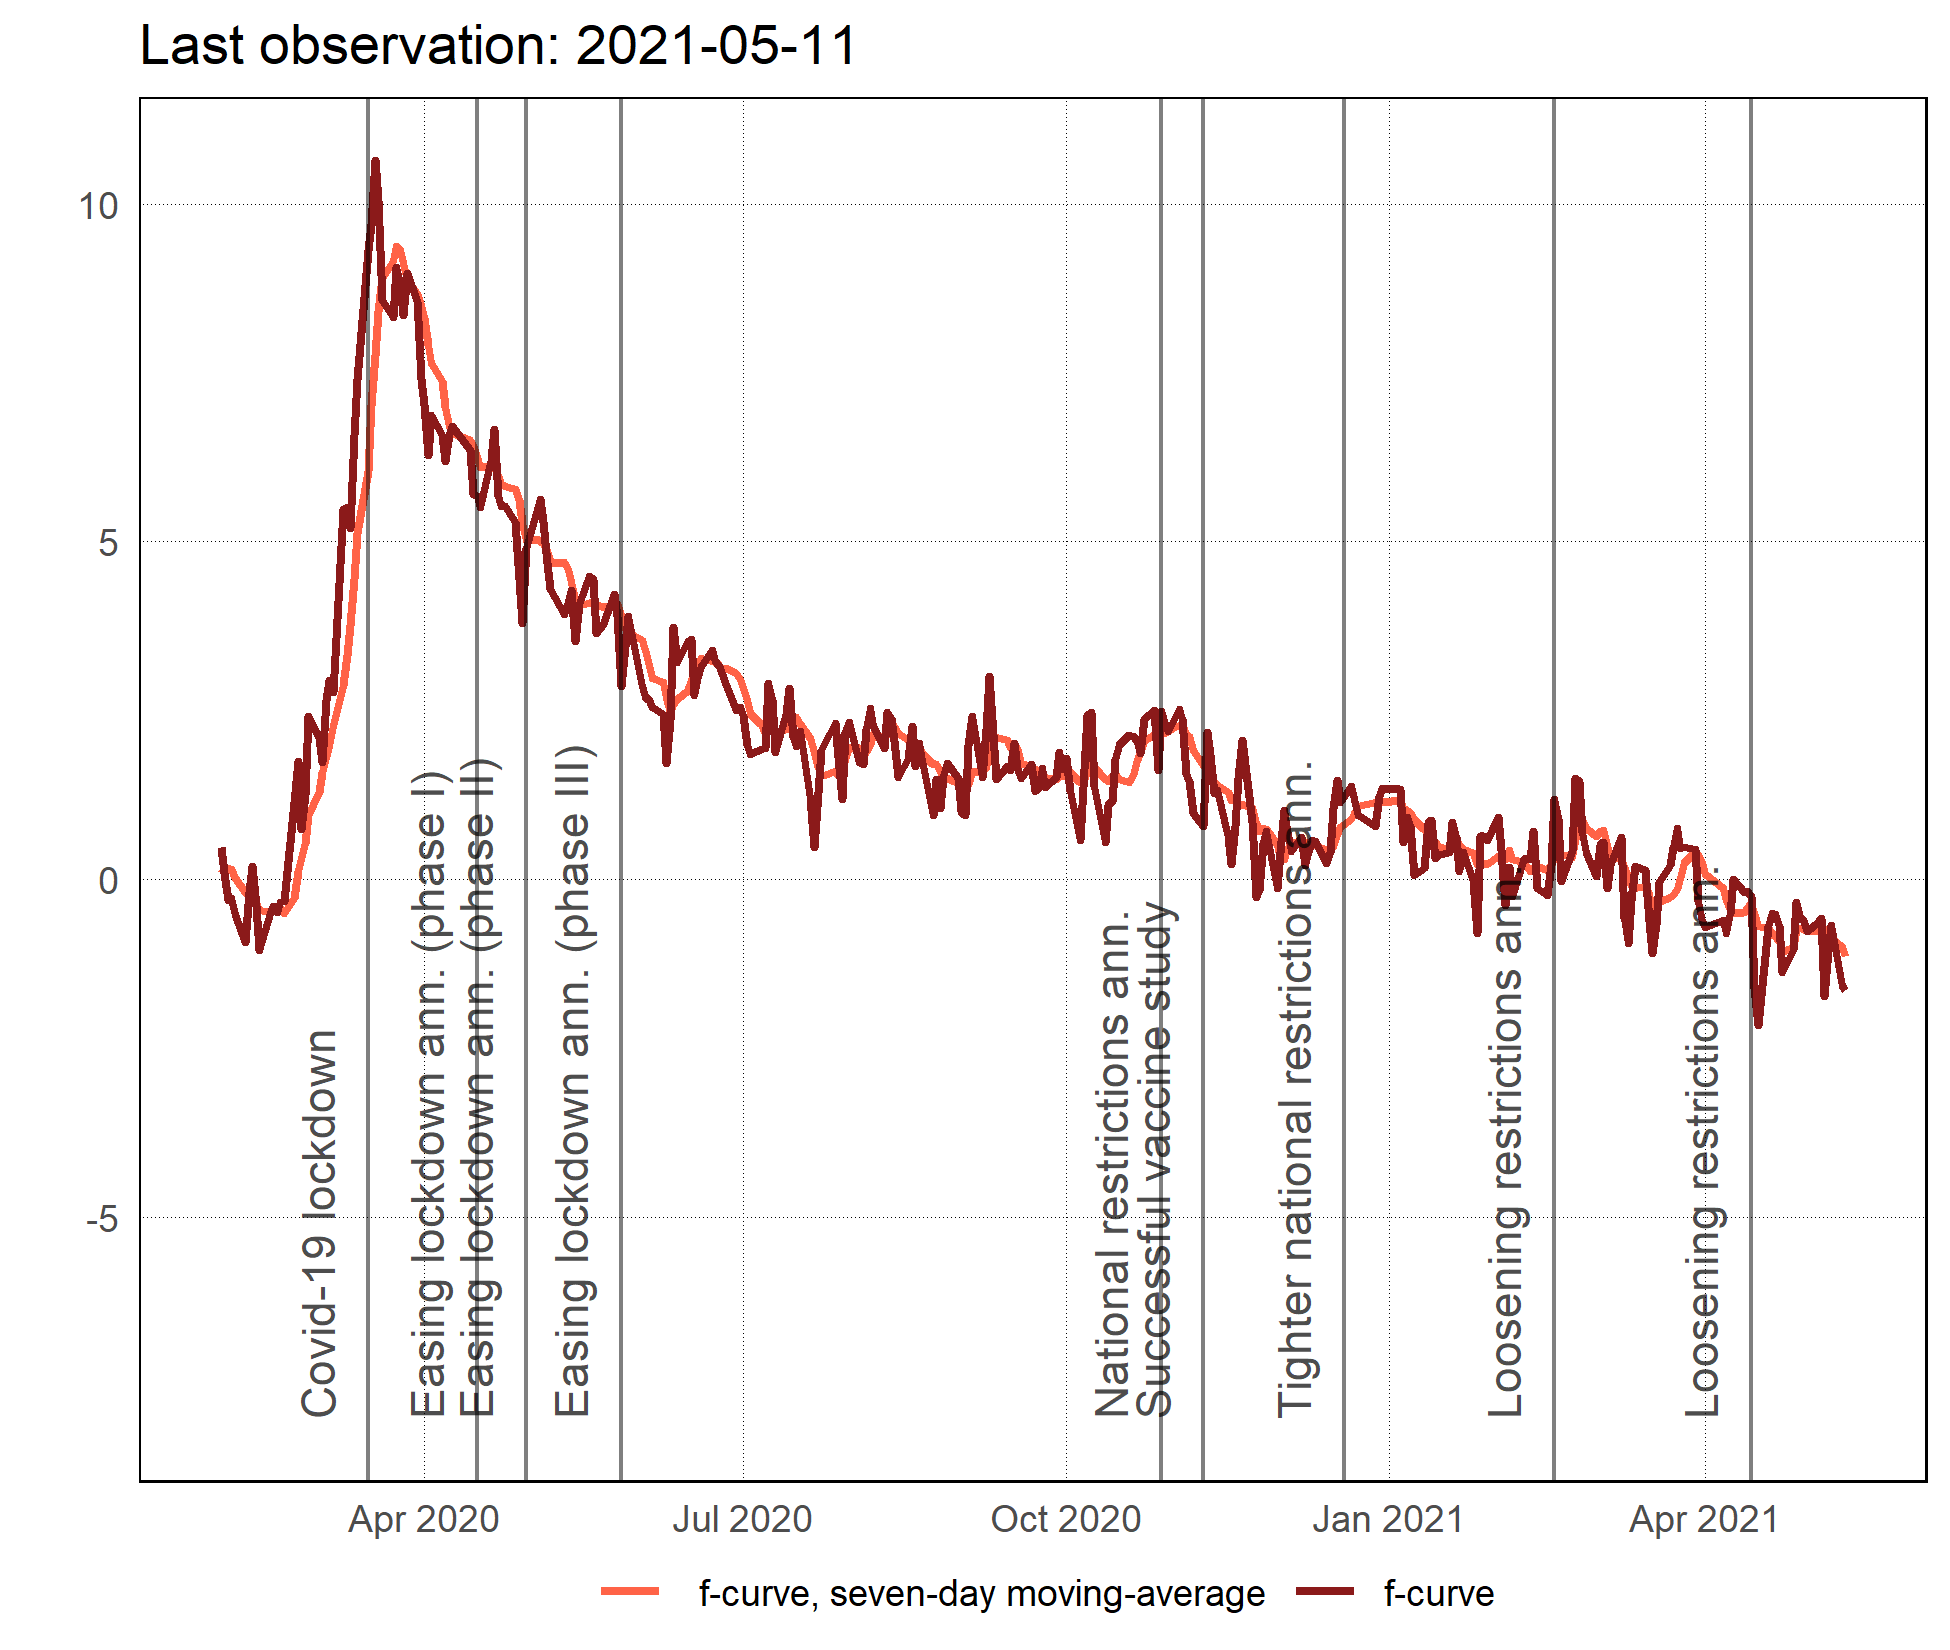 Last observation: 2021-05-11
10
5
0
-5
Covid-19 lockdown
Easing lockdown ann. (phase I)
Easing lockdown ann. (phase II)
Easing lockdown ann. (phase III)
National restrictions ann.
Successful vaccine study
Tighter national restrictions ann.
Loosening restrictions ann.
Loosening restrictions ann.
Apr 2020
Jul 2020
Oct 2020
Jan 2021
Apr 2021
f-curve, seven-day moving-average
f-curve